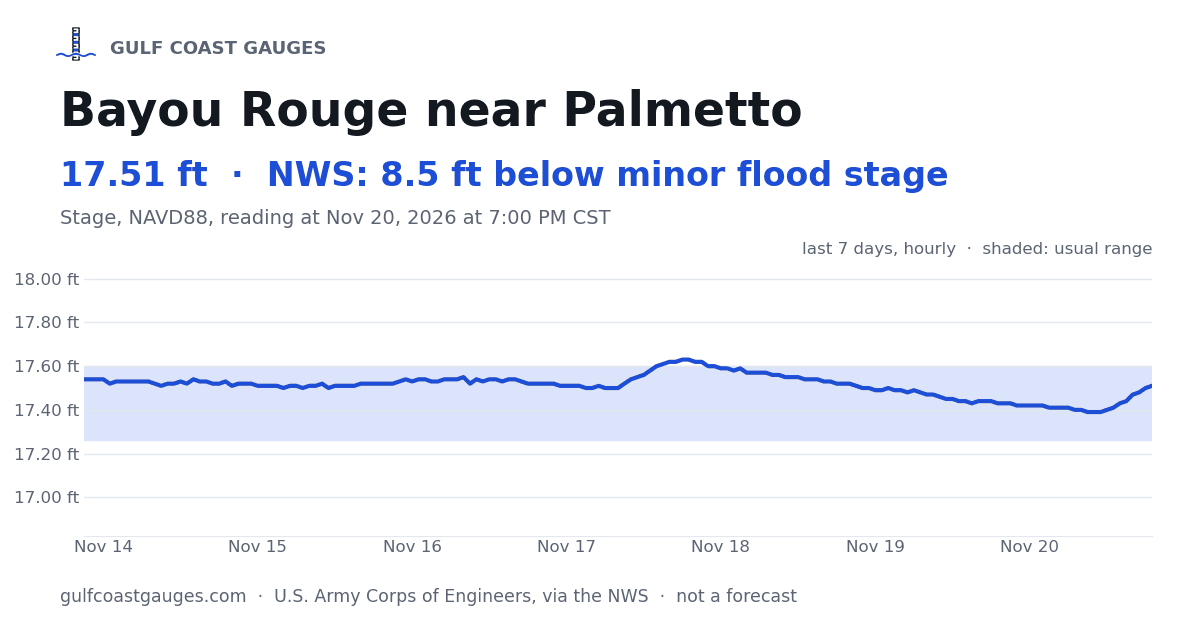 GULF COAST GAUGES
Bayou Rouge near Palmetto
17.51 ft · NWS: 8.5 ft below minor flood stage
Stage, NAVD88, reading at Nov 20, 2026 at 7:00 PM CST
last 7 days, hourly · shaded: usual range
18.00 ft
17.80 ft
17.60 ft
17.40 ft
17.20 ft
17.00 ft
Nov 14 Nov 15 Nov 16 Nov 17 Nov 18 Nov 19 Nov 20
gulfcoastgauges.com · U.S. Army Corps of Engineers, via the NWS · not a forecast